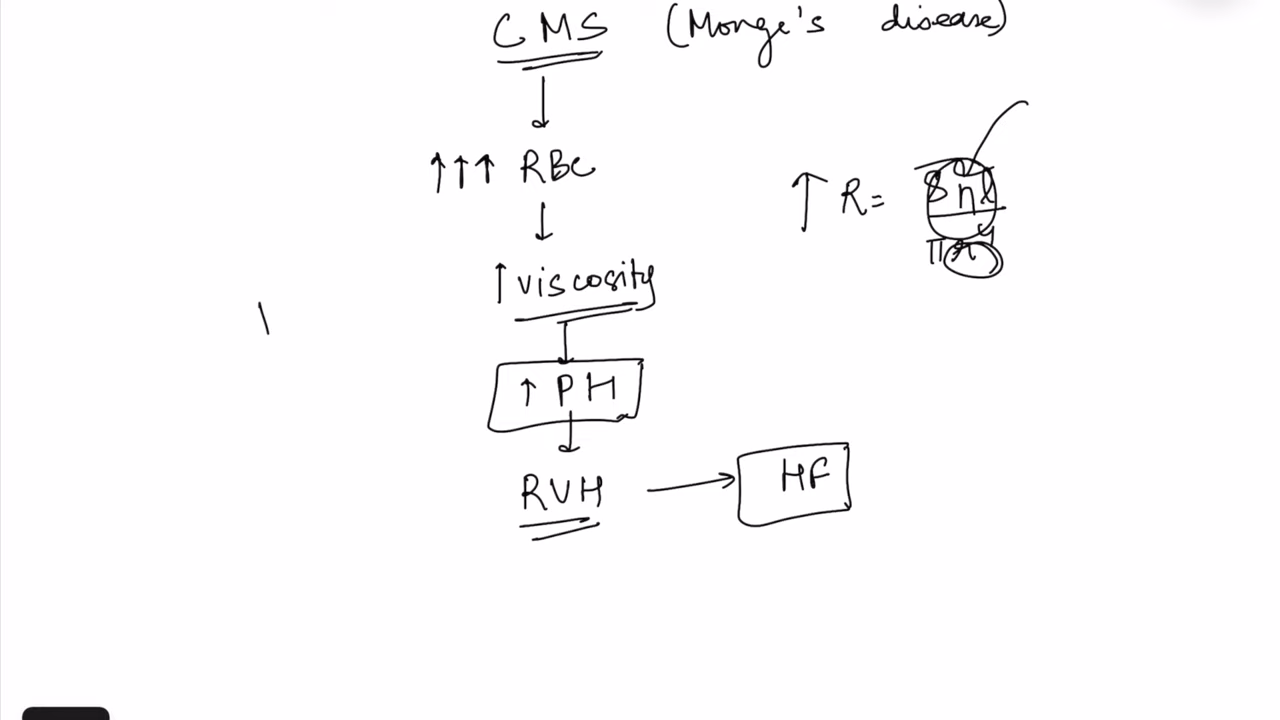 CMS (Monge's disease)
↑↑↑ RBC
↑ R = 8ηl
πr⁴
↑ viscosity
↑ PH
RVH → HF